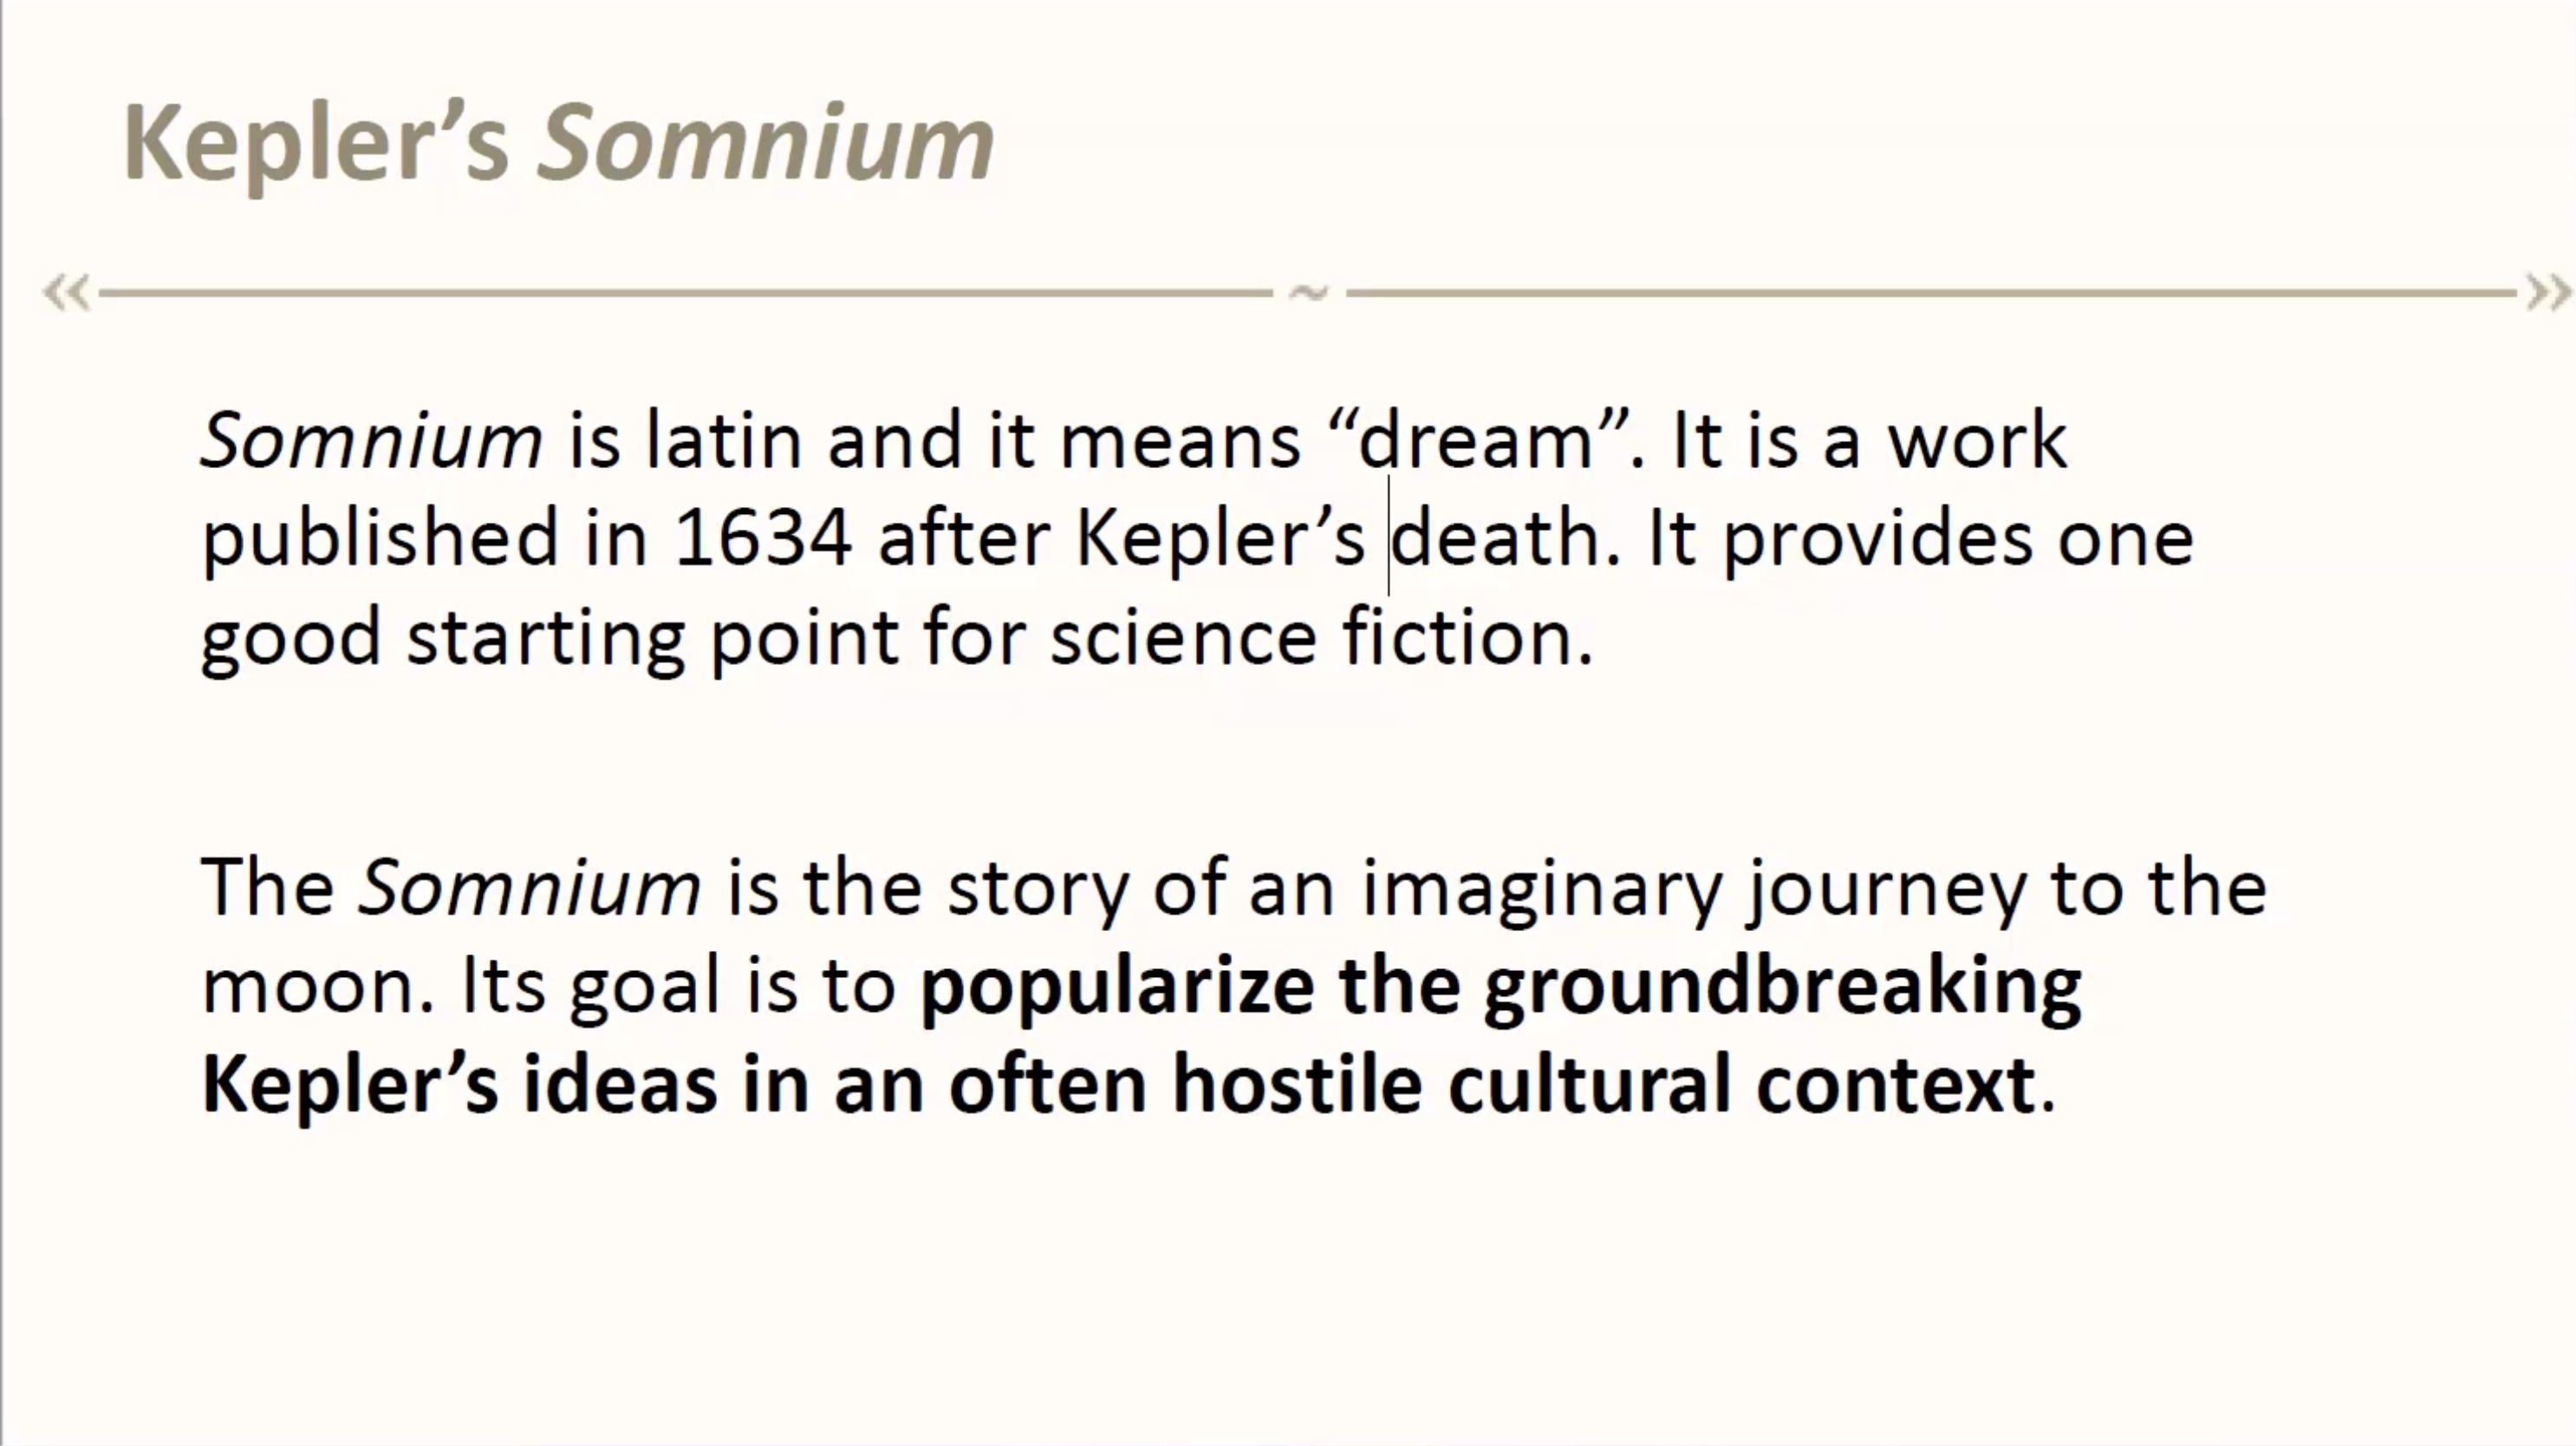 Kepler’s Somnium
« ~ »
Somnium is latin and it means “dream”. It is a work
published in 1634 after Kepler’s death. It provides one
good starting point for science fiction.
The Somnium is the story of an imaginary journey to the
moon. Its goal is to popularize the groundbreaking
Kepler’s ideas in an often hostile cultural context.